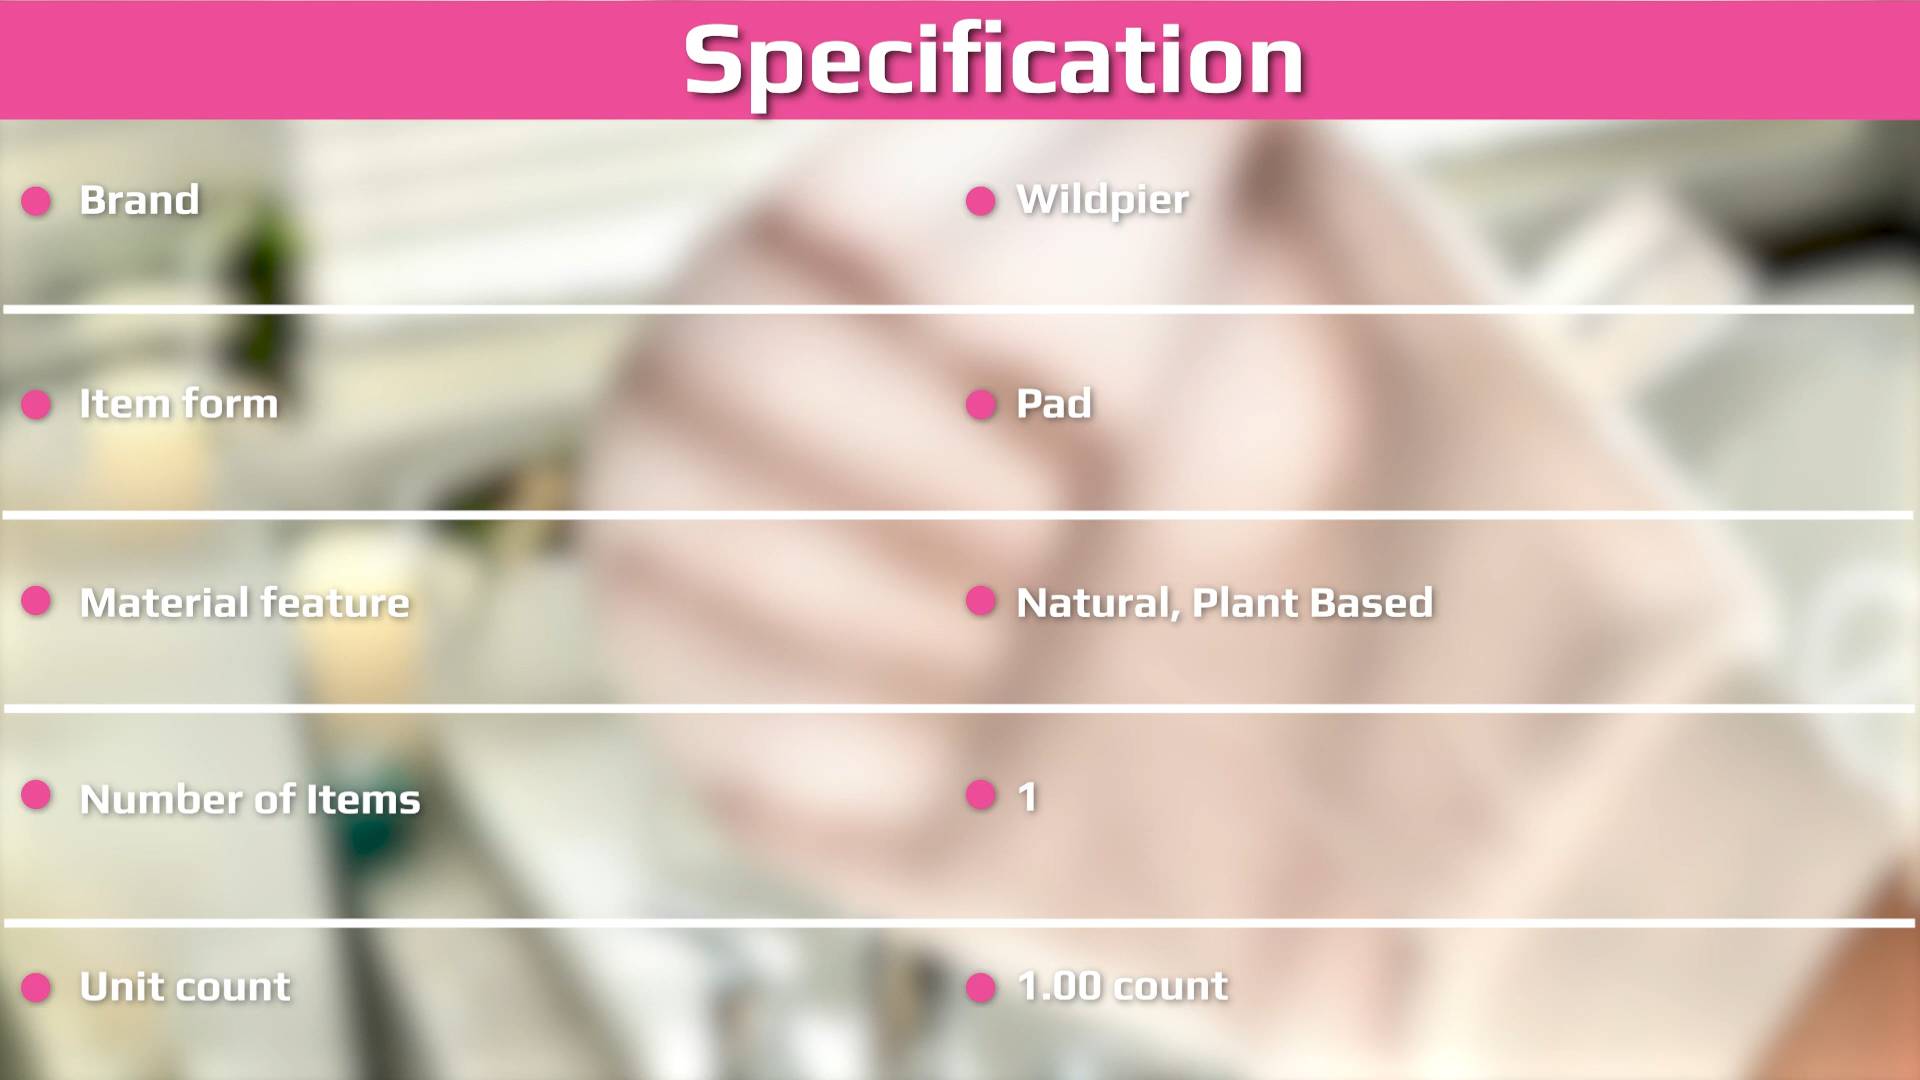 Specification
Brand
Wildpier
Item form
Pad
Material feature
Natural, Plant Based
Number of Items
1
Unit count
1.00 count